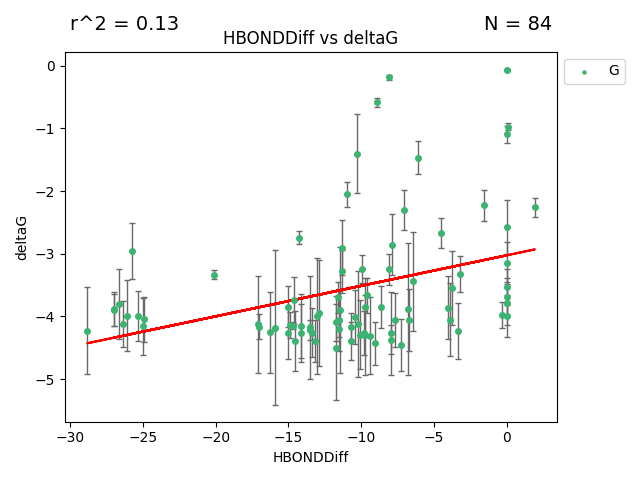 r^2 = 0.13
N = 84
HBONDDiff vs deltaG
G
deltaG
0
−1
−2
−3
−4
−5
−30
−25
−20
−15
−10
−5
0
HBONDDiff